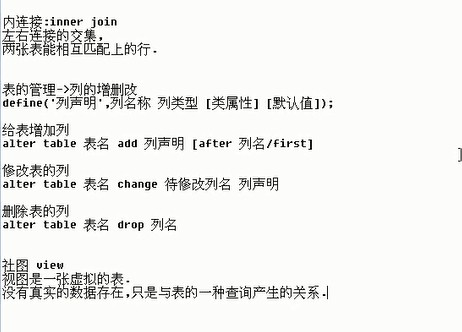 内连接:inner join
左右连接的交集,
两张表能相互匹配上的行.
表的管理->列的增删改
define('列声明',列名称 列类型 [类属性] [默认值]);
给表增加列
alter table 表名 add 列声明 [after 列名/first]
修改表的列
alter table 表名 change 待修改列名 列声明
删除表的列
alter table 表名 drop 列名
社图 view
视图是一张虚拟的表.
没有真实的数据存在,只是与表的一种查询产生的关系.